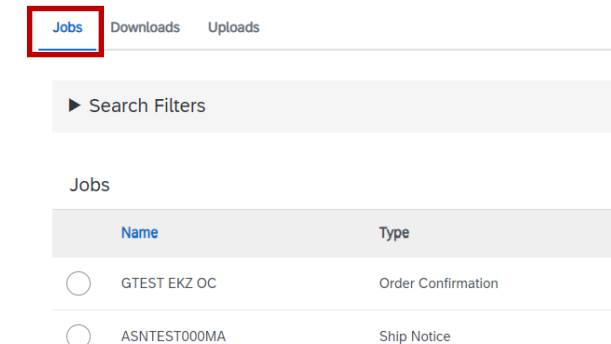 Jobs Downloads Uploads
Search Filters
Jobs
Name Type
GTEST EKZ OC Order Confirmation
ASNTEST000MA Ship Notice